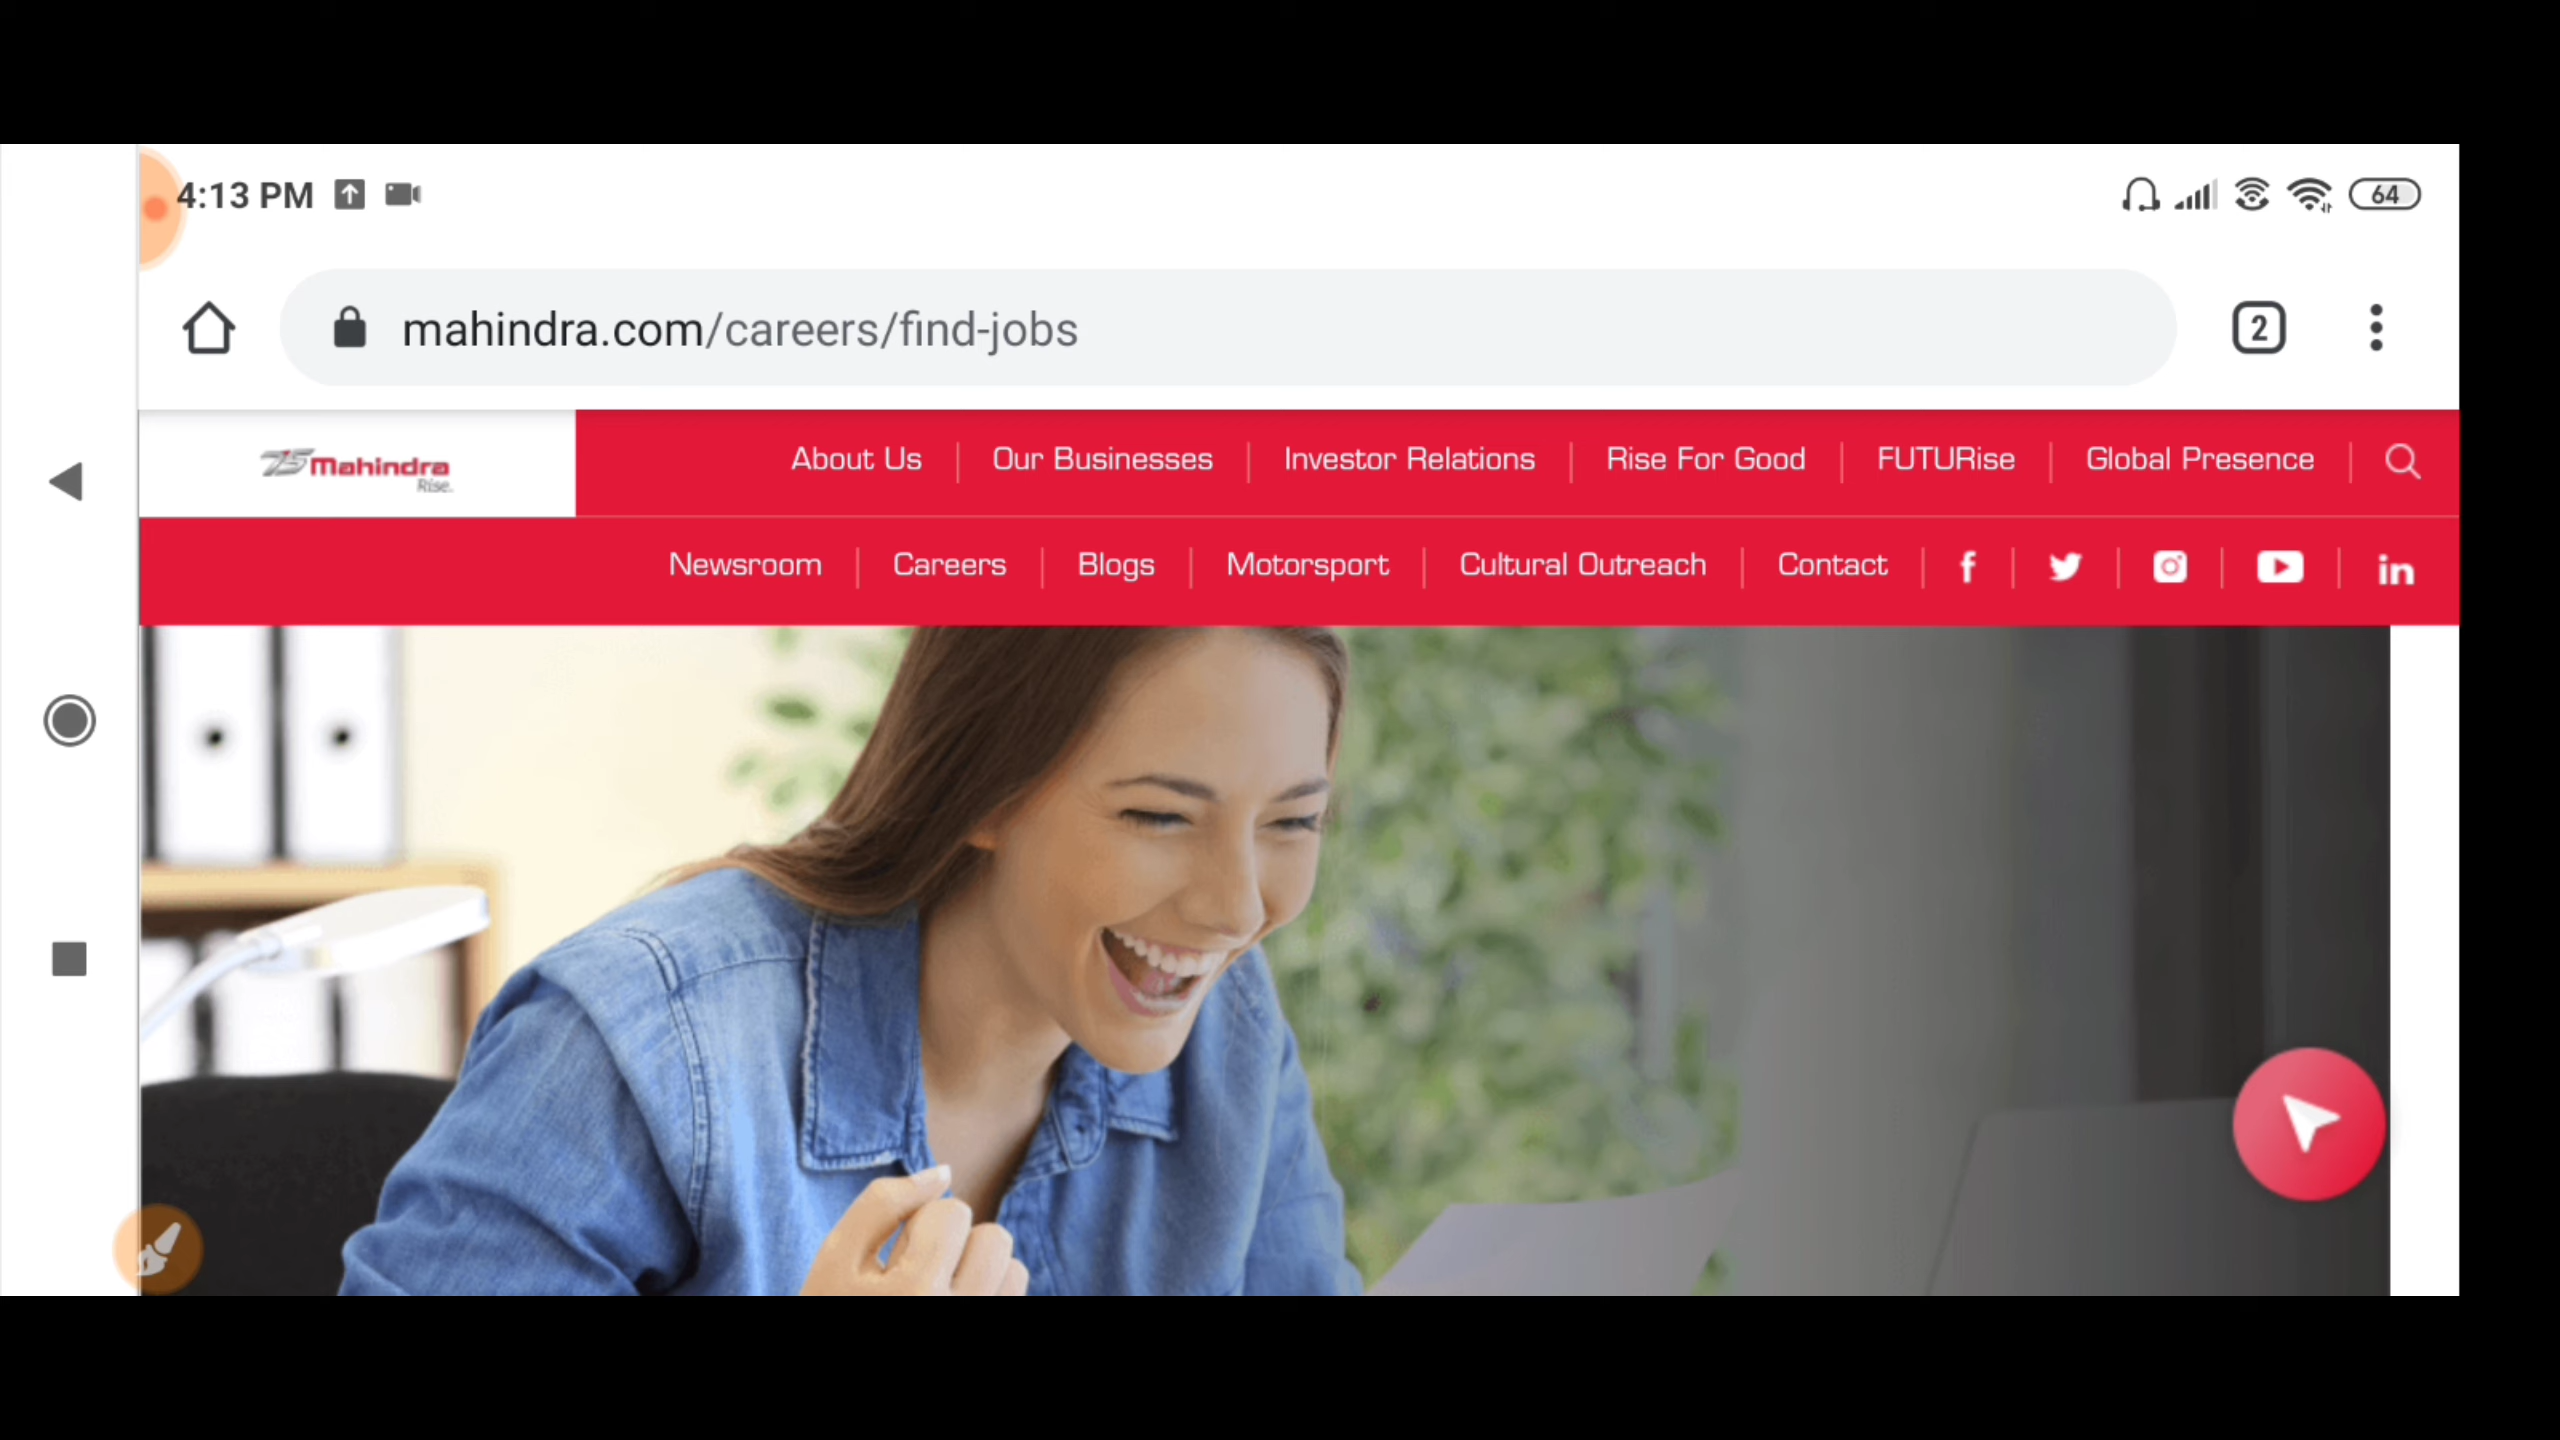 4:13 PM
64
mahindra.com/careers/find-jobs
2
75 Mahindra
Rise.
About Us
Our Businesses
Investor Relations
Rise For Good
FUTURise
Global Presence
Newsroom
Careers
Blogs
Motorsport
Cultural Outreach
Contact